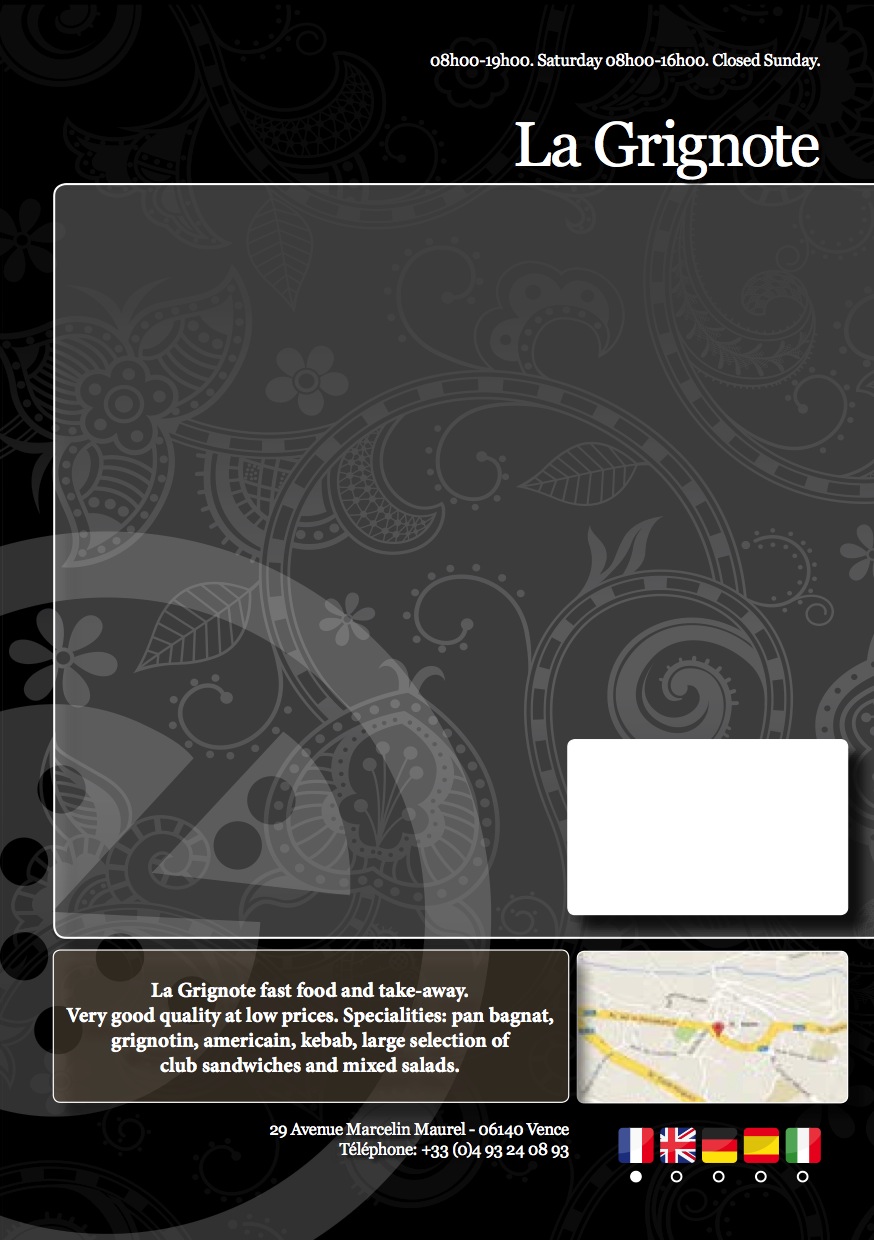 08h00-19h00. Saturday 08h00-16h00. Closed Sunday.
La Grignote
La Grignote fast food and take-away.
Very good quality at low prices. Specialities: pan bagnat,
grignotin, americain, kebab, large selection of
club sandwiches and mixed salads.
29 Avenue Marcelin Maurel - 06140 Vence
Téléphone: +33 (0)4 93 24 08 93